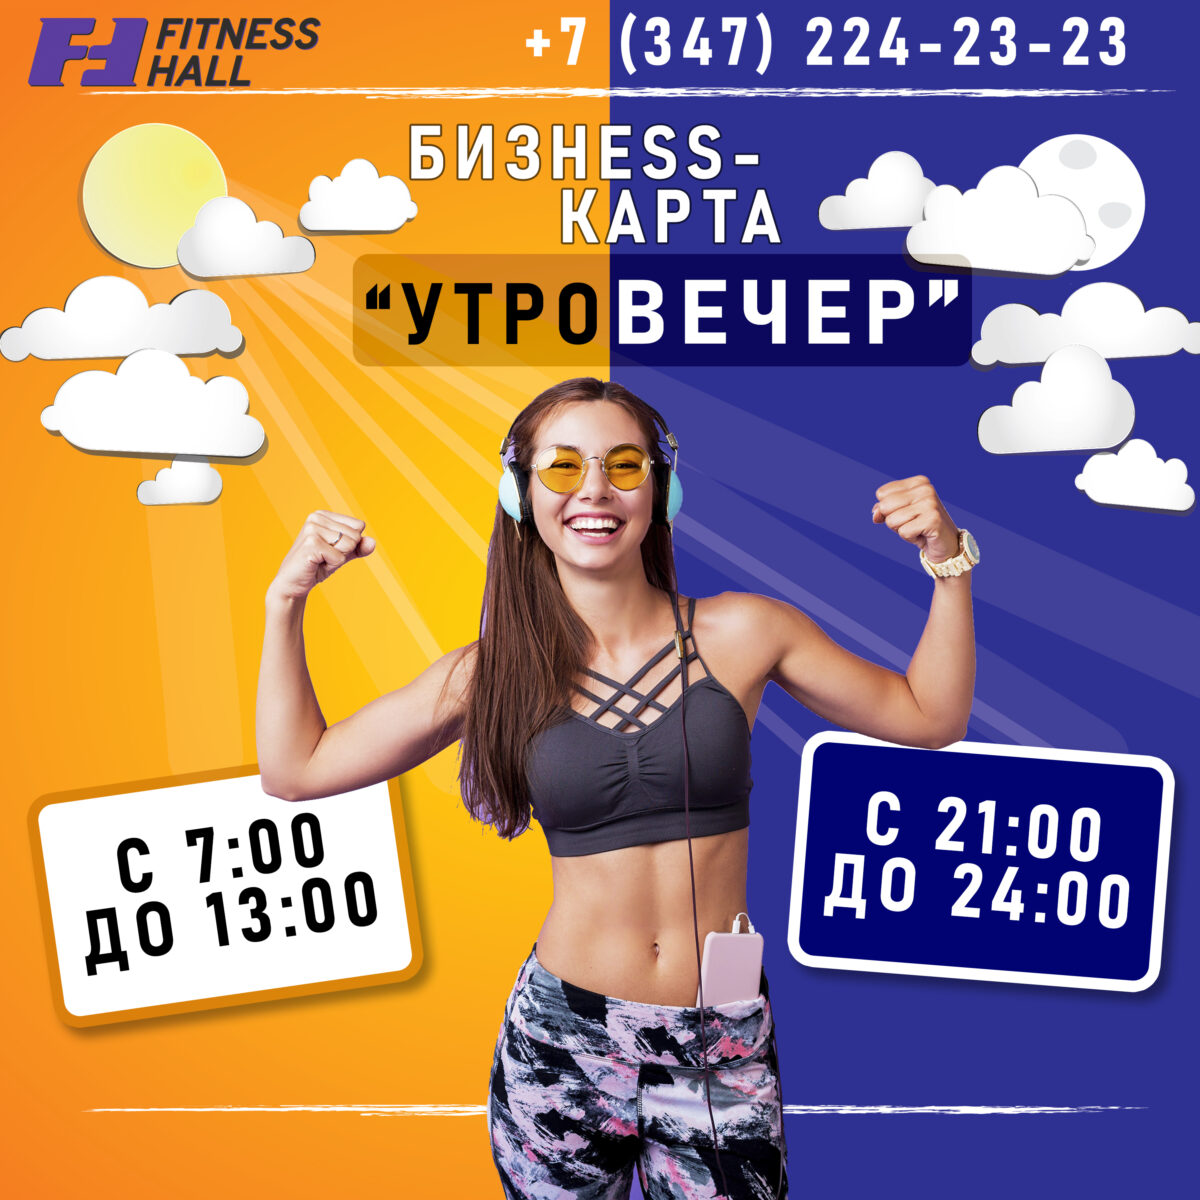 FITNESS
HALL
+7 (347) 224-23-23
БИЗНESS-
КАРТА
“УТРОВЕЧЕР”
С 7:00
ДО 13:00
С 21:00
ДО 24:00